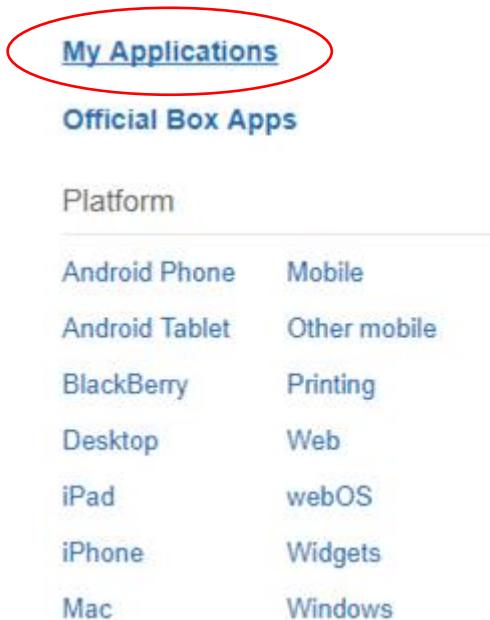 My Applications
Official Box Apps
Platform
Android Phone Mobile
Android Tablet Other mobile
BlackBerry Printing
Desktop Web
iPad webOS
iPhone Widgets
Mac Windows